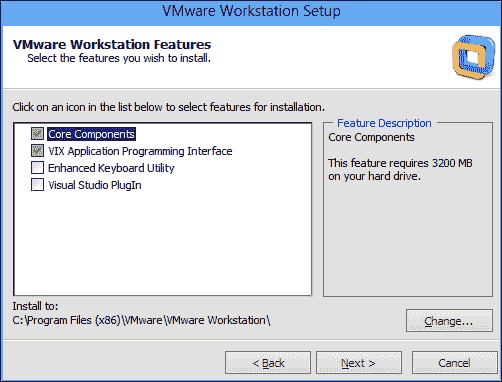 VMware Workstation Setup
VMware Workstation Features
Select the features you wish to install.
Click on an icon in the list below to select features for installation.
Core Components
VIX Application Programming Interface
Enhanced Keyboard Utility
Visual Studio PlugIn
Feature Description
Core Components
This feature requires 3200 MB
on your hard drive.
Install to:
C:\Program Files (x86)\VMware\VMware Workstation\
Change...
< Back
Next >
Cancel